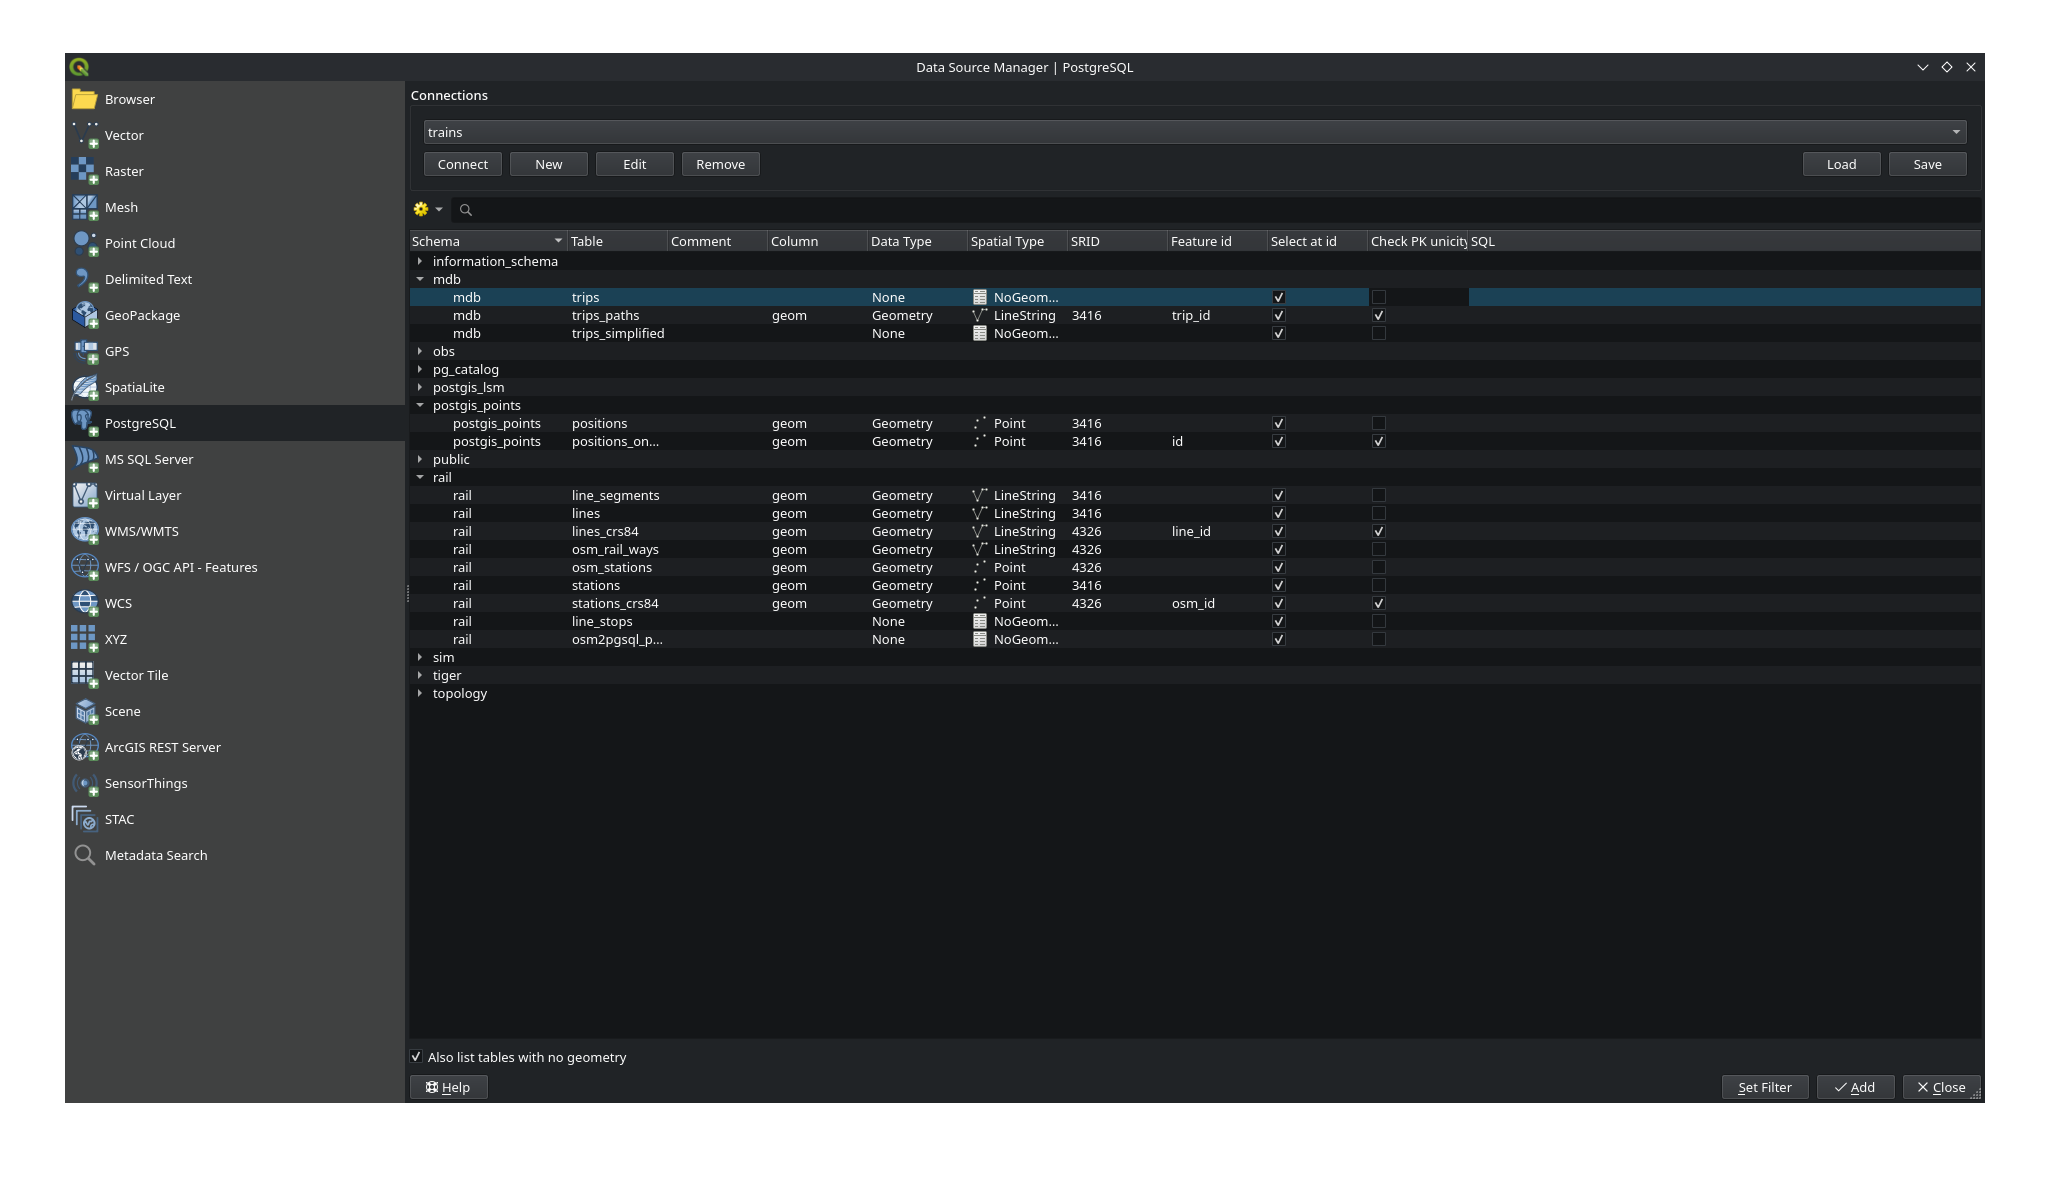 Data Source Manager | PostgreSQL
Browser
Vector
Raster
Mesh
Point Cloud
Delimited Text
GeoPackage
GPS
SpatiaLite
PostgreSQL
MS SQL Server
Virtual Layer
WMS/WMTS
WFS / OGC API - Features
WCS
XYZ
Vector Tile
Scene
ArcGIS REST Server
SensorThings
STAC
Metadata Search
Connections
trains
Connect New Edit Remove Load Save
Schema Table Comment Column Data Type Spatial Type SRID Feature id Select at id Check PK unicity SQL
information_schema
mdb
mdb trips None NoGeom...
mdb trips_paths geom Geometry LineString 3416 trip_id
mdb trips_simplified None NoGeom...
obs
pg_catalog
postgis_lsm
postgis_points
postgis_points positions geom Geometry Point 3416
postgis_points positions_on... geom Geometry Point 3416 id
public
rail
rail line_segments geom Geometry LineString 3416
rail lines geom Geometry LineString 3416
rail lines_crs84 geom Geometry LineString 4326 line_id
rail osm_rail_ways geom Geometry LineString 4326
rail osm_stations geom Geometry Point 4326
rail stations geom Geometry Point 3416
rail stations_crs84 geom Geometry Point 4326 osm_id
rail line_stops None NoGeom...
rail osm2pgsql_p... None NoGeom...
sim
tiger
topology
Also list tables with no geometry
Help Set Filter Add Close